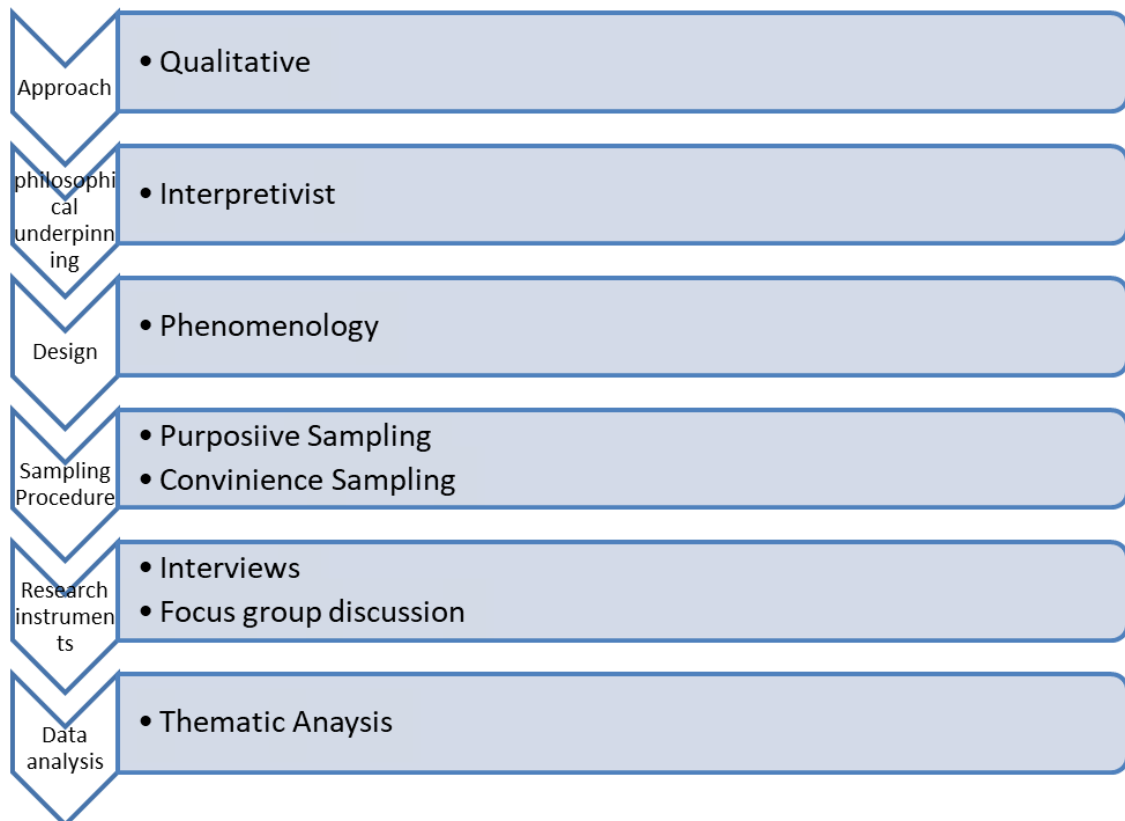 Approach
• Qualitative
philosophi
cal
underpinn
ing
• Interpretivist
Design
• Phenomenology
Sampling
Procedure
• Purposiive Sampling
• Convinience Sampling
Research
instrumen
ts
• Interviews
• Focus group discussion
Data
analysis
• Thematic Anaysis